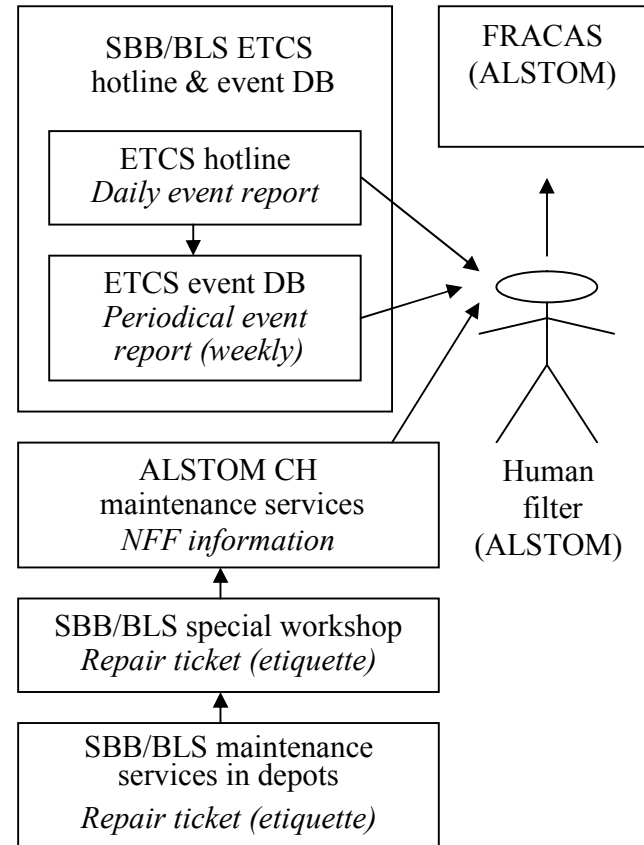 SBB/BLS ETCS
hotline & event DB
ETCS hotline
Daily event report
ETCS event DB
Periodical event
report (weekly)
FRACAS
(ALSTOM)
Human
filter
(ALSTOM)
ALSTOM CH
maintenance services
NFF information
SBB/BLS special workshop
Repair ticket (etiquette)
SBB/BLS maintenance
services in depots
Repair ticket (etiquette)